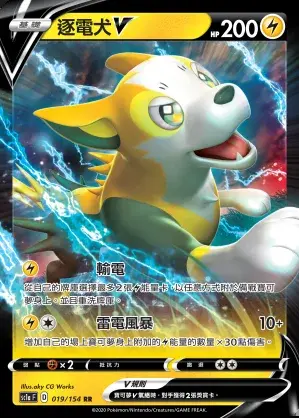 基礎 逐電犬V HP 200
輸電
從自己的牌庫選擇最多2張能量卡，以任意方式附於備戰寶可
夢身上。並且重洗牌庫。
雷電風暴 10+
增加自己的場上寶可夢身上附加的能量的數量×30點傷害。
弱點 ×2 抵抗力 撤退
Illus.aky CG Works
V規則
寶可夢V氣絕時，對手獲得2張獎賞卡。
sc1a F D 019/154 RR
©2020 Pokémon/Nintendo/Creatures/GAME FREAK.